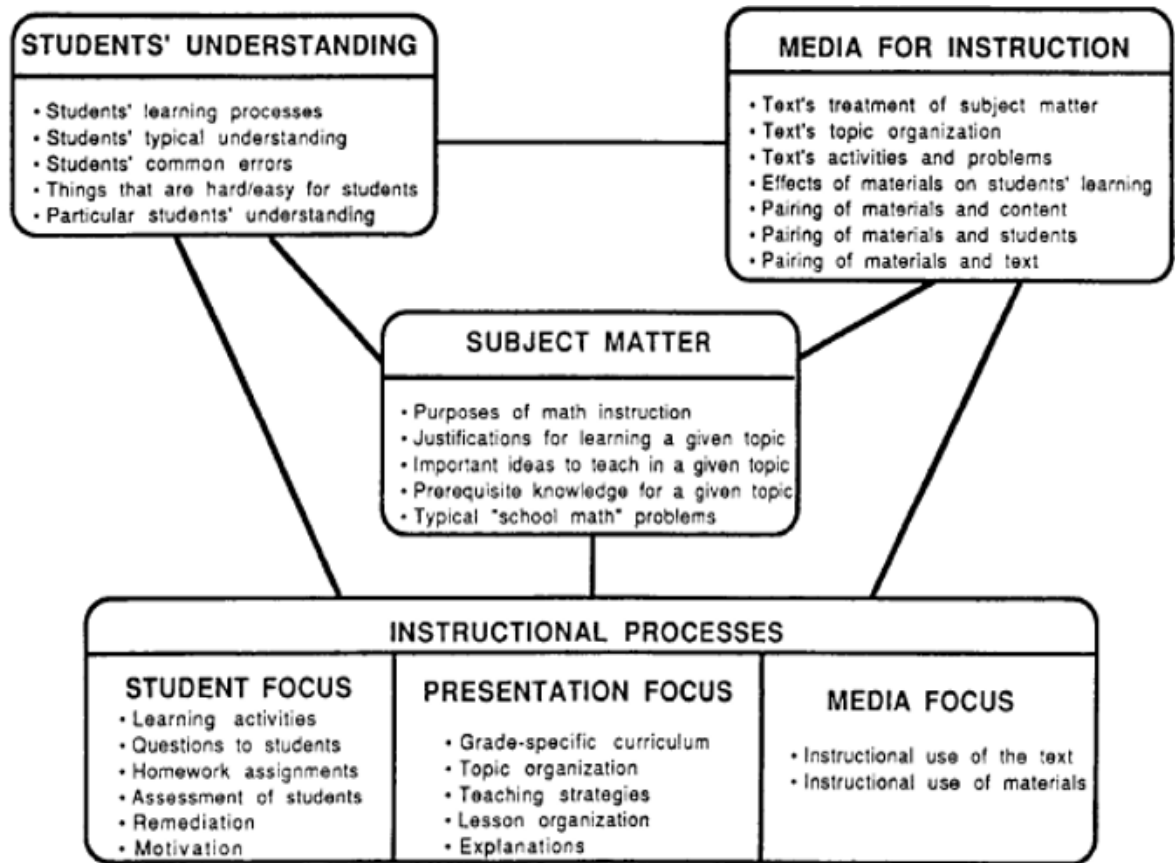 STUDENTS' UNDERSTANDING
• Students' learning processes
• Students' typical understanding
• Students' common errors
• Things that are hard/easy for students
• Particular students' understanding
MEDIA FOR INSTRUCTION
• Text's treatment of subject matter
• Text's topic organization
• Text's activities and problems
• Effects of materials on students' learning
• Pairing of materials and content
• Pairing of materials and students
• Pairing of materials and text
SUBJECT MATTER
• Purposes of math instruction
• Justifications for learning a given topic
• Important ideas to teach in a given topic
• Prerequisite knowledge for a given topic
• Typical "school math" problems
INSTRUCTIONAL PROCESSES
STUDENT FOCUS
• Learning activities
• Questions to students
• Homework assignments
• Assessment of students
• Remediation
• Motivation
PRESENTATION FOCUS
• Grade-specific curriculum
• Topic organization
• Teaching strategies
• Lesson organization
• Explanations
MEDIA FOCUS
• Instructional use of the text
• Instructional use of materials